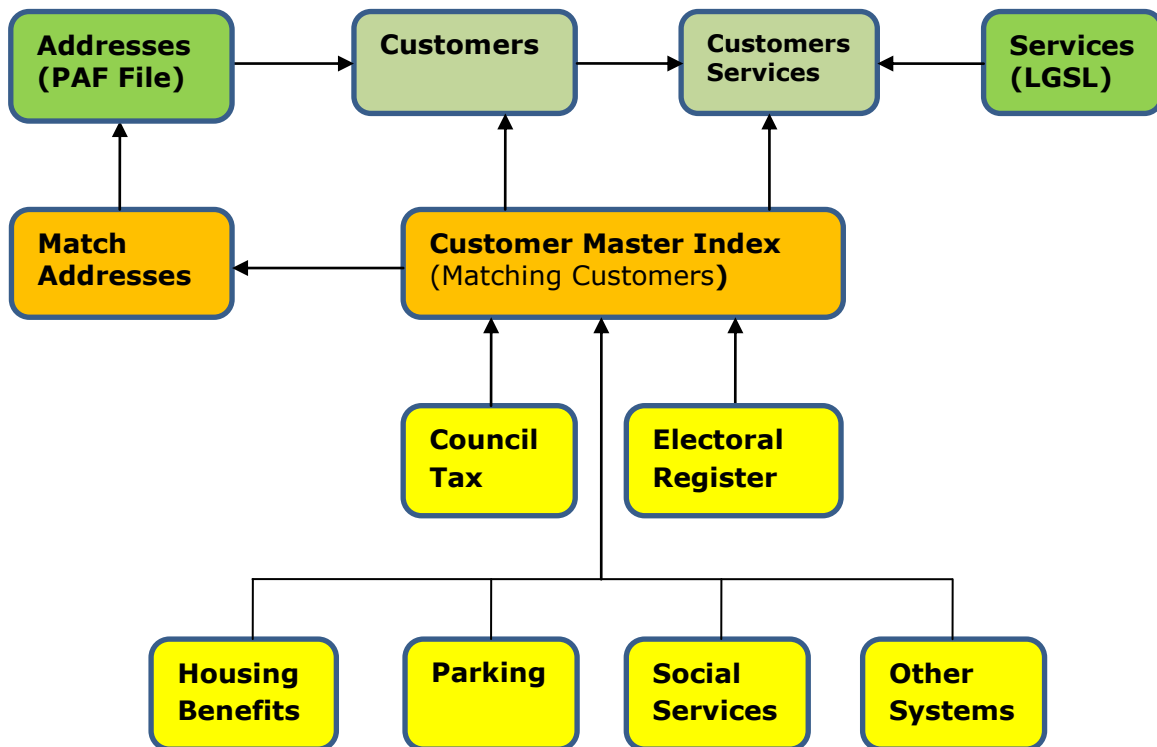 Addresses
(PAF File)
Customers
Customers
Services
Services
(LGSL)
Match
Addresses
Customer Master Index
(Matching Customers)
Council
Tax
Electoral
Register
Housing
Benefits
Parking
Social
Services
Other
Systems